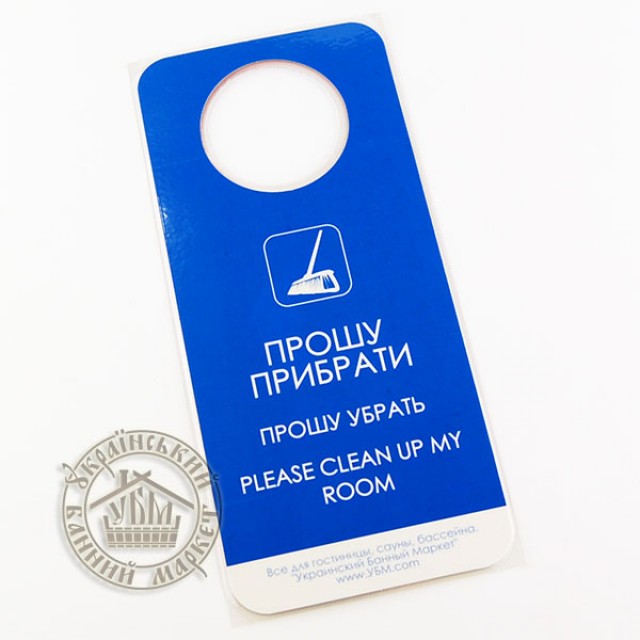 ПРОШУ
ПРИБРАТИ
ПРОШУ УБРАТЬ
PLEASE CLEAN UP MY
ROOM
Все для гостиницы, сауны, бассейна.
"Украинский Банный Маркет"
www.УБМ.com
Український
УБМ
Банний маркет